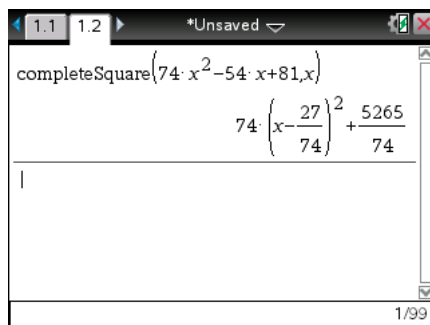 1.1 1.2 *Unsaved
completeSquare(74·x²−54·x+81,x)
74·(x−27/74)²+5265/74
1/99